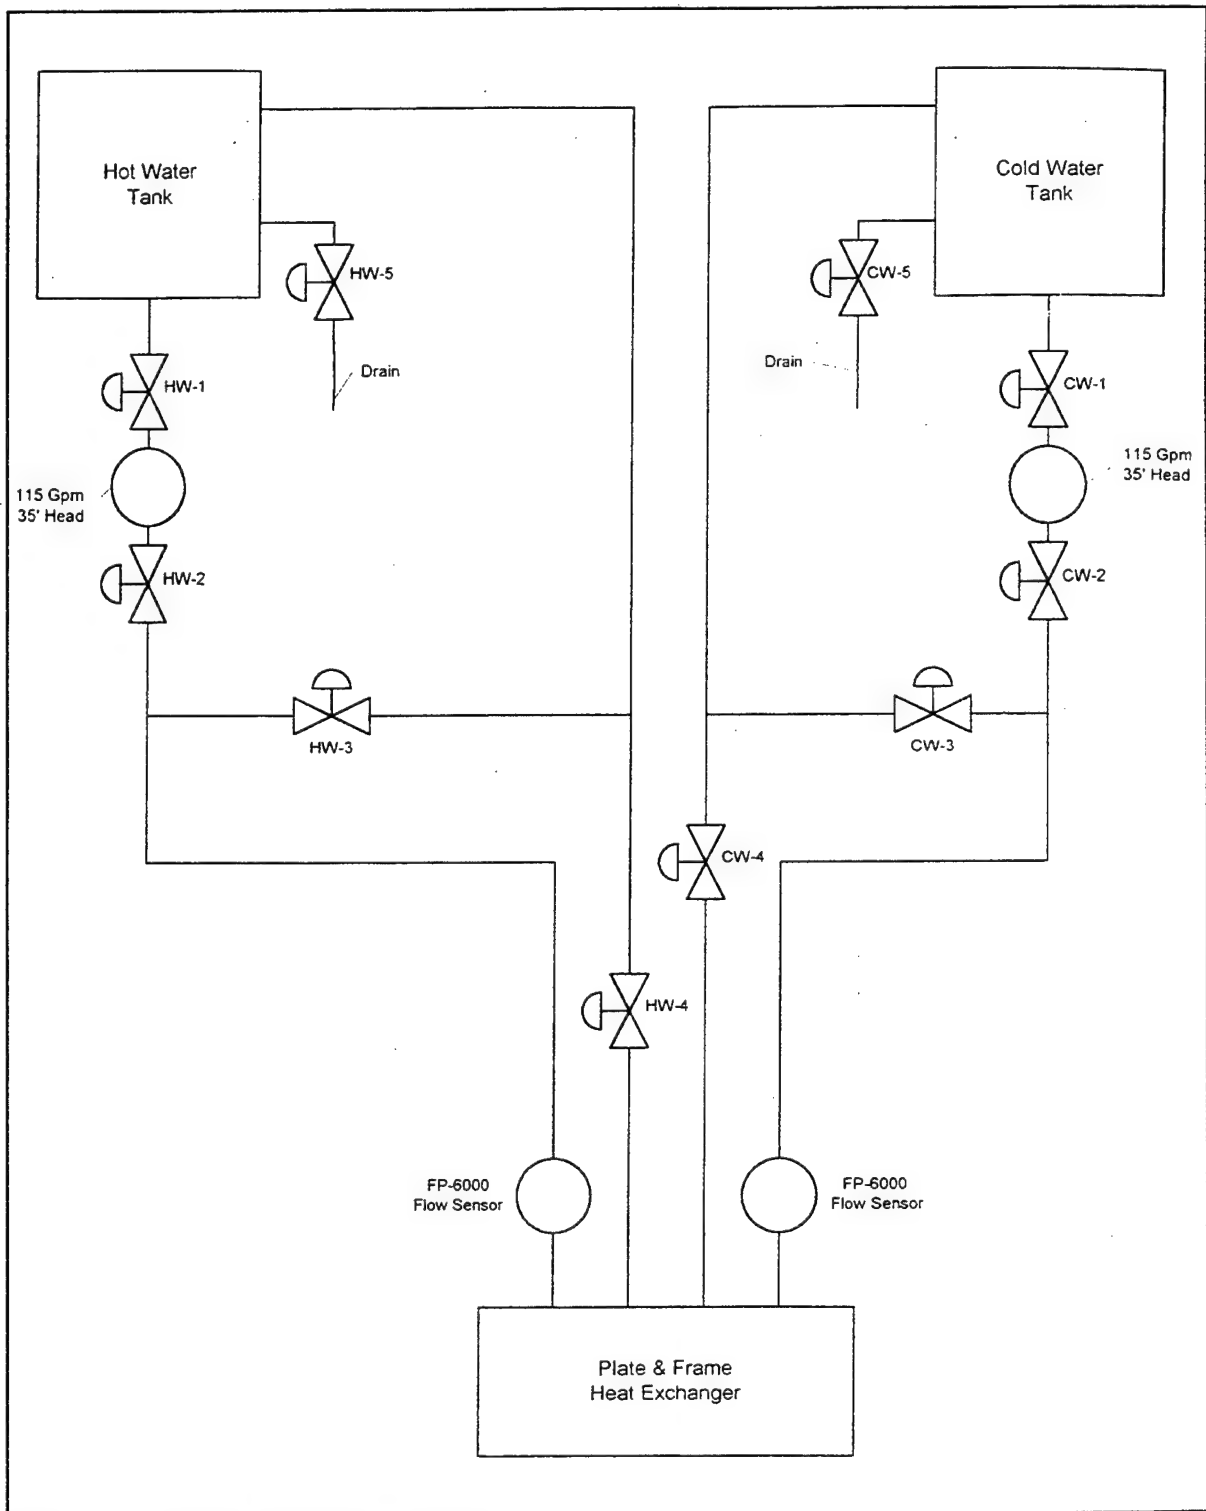 Hot Water
Tank
Cold Water
Tank
HW-5
CW-5
Drain
Drain
HW-1
CW-1
115 Gpm
35' Head
115 Gpm
35' Head
HW-2
CW-2
HW-3
CW-3
CW-4
HW-4
FP-6000
Flow Sensor
FP-6000
Flow Sensor
Plate & Frame
Heat Exchanger